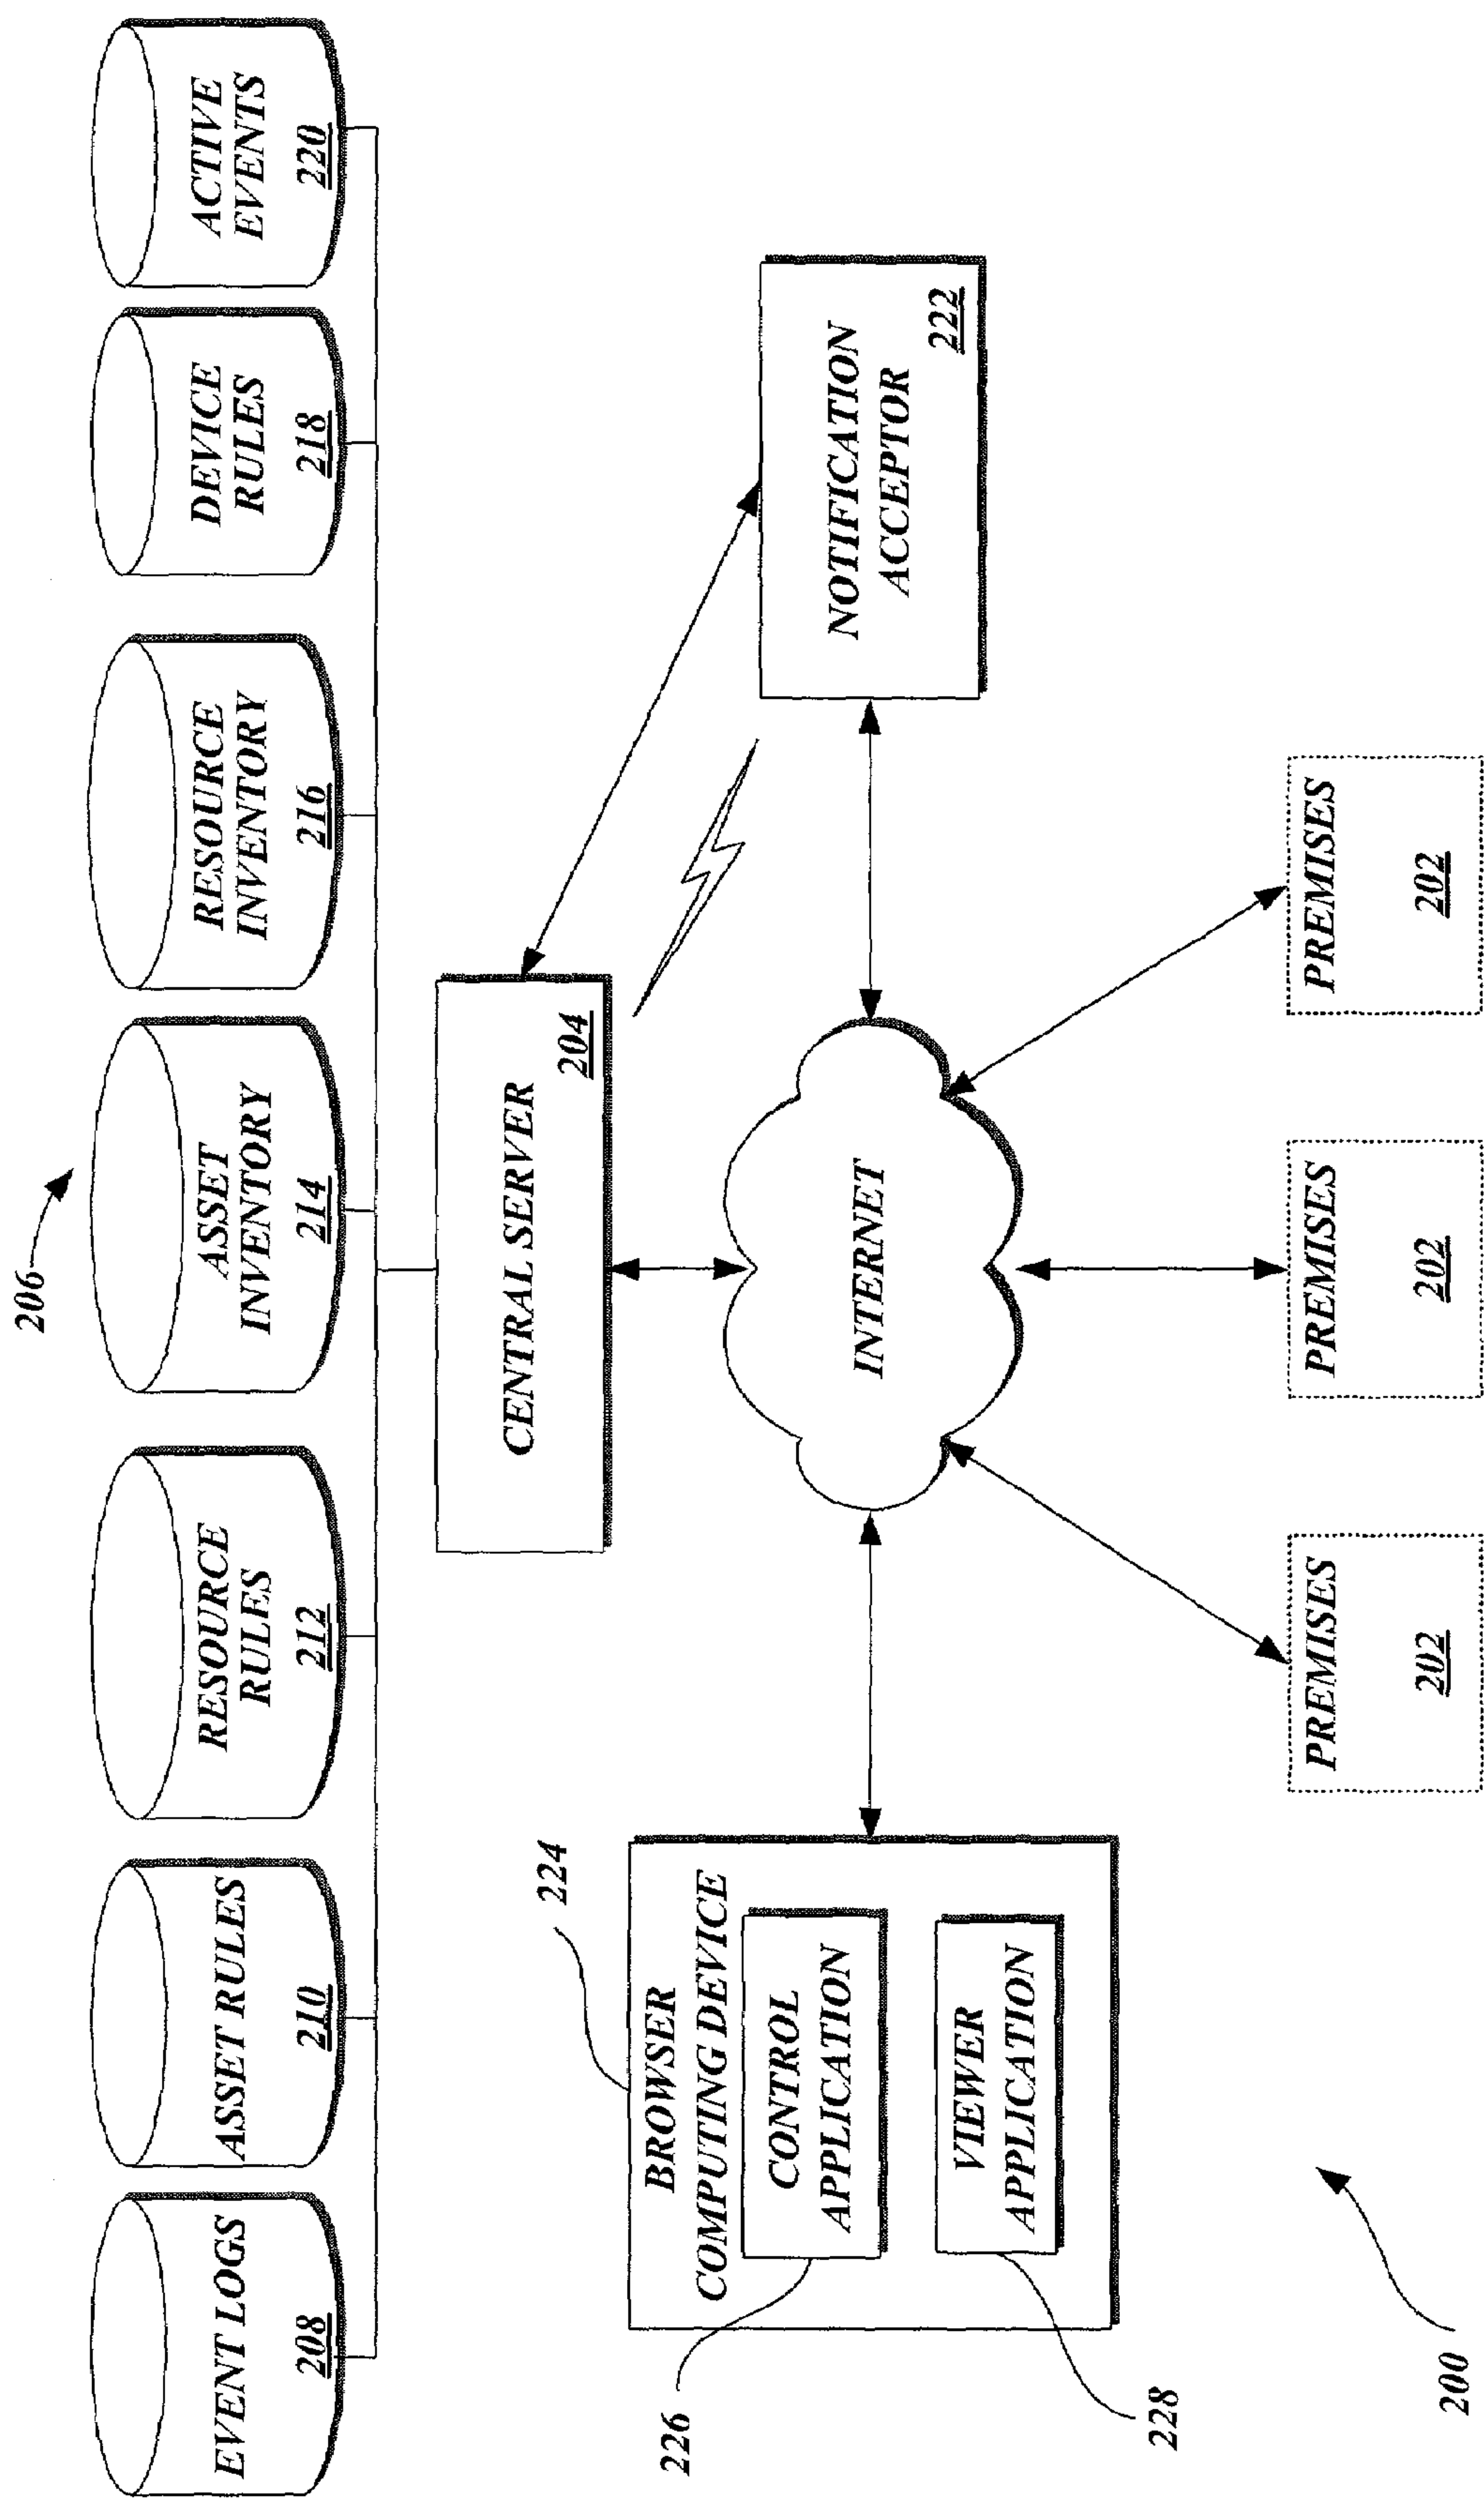 206
EVENT LOGS
208
ASSET RULES
210
RESOURCE
RULES
212
ASSET
INVENTORY
214
RESOURCE
INVENTORY
216
DEVICE
RULES
218
ACTIVE
EVENTS
220
CENTRAL SERVER
204
224
BROWSER
COMPUTING DEVICE
CONTROL
APPLICATION
VIEWER
APPLICATION
226
228
INTERNET
NOTIFICATION
ACCEPTOR
222
PREMISES
202
PREMISES
202
PREMISES
202
200